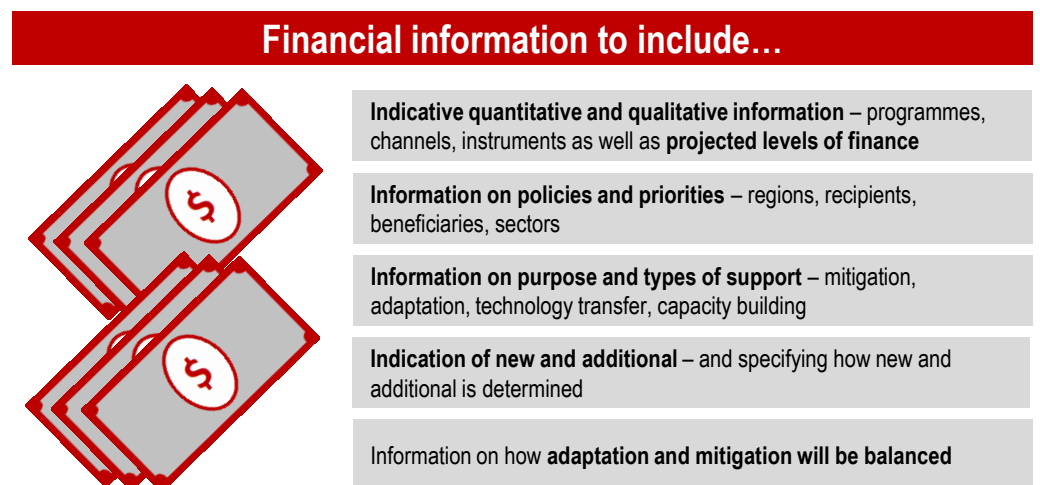 Financial information to include…
Indicative quantitative and qualitative information – programmes,
channels, instruments as well as projected levels of finance
Information on policies and priorities – regions, recipients,
beneficiaries, sectors
Information on purpose and types of support – mitigation,
adaptation, technology transfer, capacity building
Indication of new and additional – and specifying how new and
additional is determined
Information on how adaptation and mitigation will be balanced
$
$